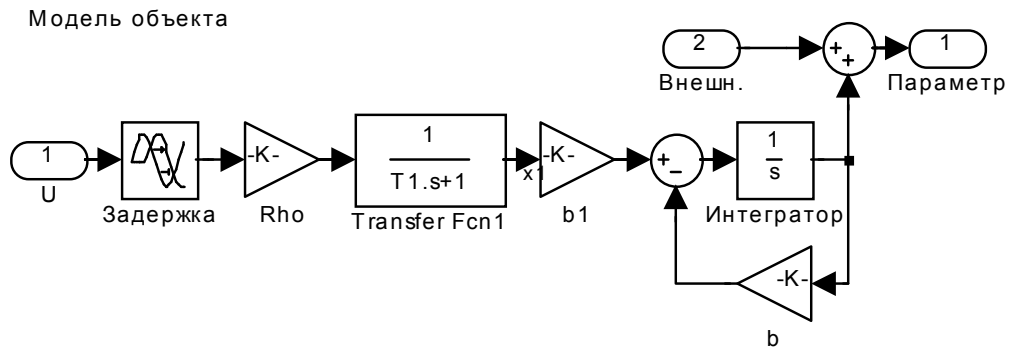 Модель объекта
2
Внешн.
+
+
1
Параметр
1
U
Задержка
-K-
Rho
1
T1.s+1
Transfer Fcn1
x1
-K-
b1
+
−
1
s
Интегратор
-K-
b